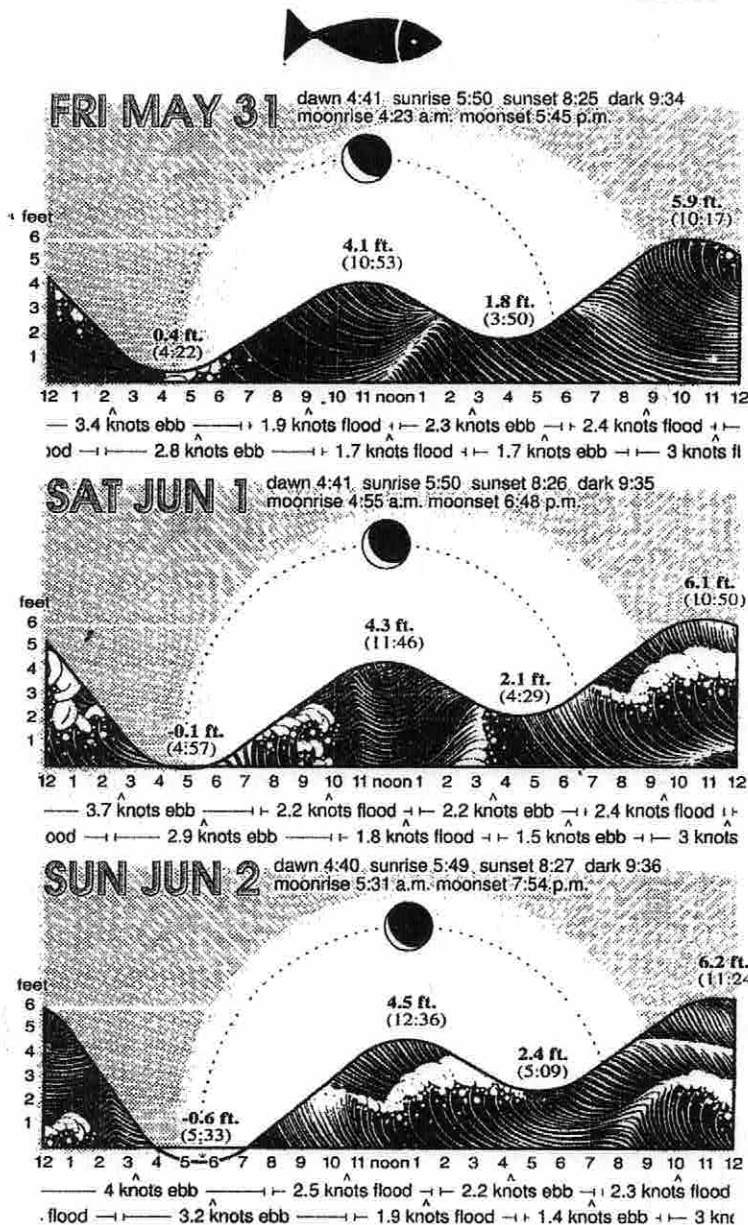 FRI MAY 31
dawn 4:41 sunrise 5:50 sunset 8:25 dark 9:34
moonrise 4:23 a.m. moonset 5:45 p.m.
feet
6
5
4
3
2
1
0.4 ft.
(4:22)
4.1 ft.
(10:53)
1.8 ft.
(3:50)
5.9 ft.
(10:17)
12 1 2 3 4 5 6 7 8 9 10 11 noon 1 2 3 4 5 6 7 8 9 10 11 12
3.4 knots ebb 1.9 knots flood 2.3 knots ebb 2.4 knots flood
ood 2.8 knots ebb 1.7 knots flood 1.7 knots ebb 3 knots fl
SAT JUN 1
dawn 4:41 sunrise 5:50 sunset 8:26 dark 9:35
moonrise 4:55 a.m. moonset 6:48 p.m.
feet
6
5
4
3
2
1
-0.1 ft.
(4:57)
4.3 ft.
(11:46)
2.1 ft.
(4:29)
6.1 ft.
(10:50)
12 1 2 3 4 5 6 7 8 9 10 11 noon 1 2 3 4 5 6 7 8 9 10 11 12
3.7 knots ebb 2.2 knots flood 2.2 knots ebb 2.4 knots flood
ood 2.9 knots ebb 1.8 knots flood 1.5 knots ebb 3 knots
SUN JUN 2
dawn 4:40 sunrise 5:49 sunset 8:27 dark 9:36
moonrise 5:31 a.m. moonset 7:54 p.m.
feet
6
5
4
3
2
1
-0.6 ft.
(5:33)
4.5 ft.
(12:36)
2.4 ft.
(5:09)
6.2 ft.
(11:24
12 1 2 3 4 5 6 7 8 9 10 11 noon 1 2 3 4 5 6 7 8 9 10 11 12
4 knots ebb 2.5 knots flood 2.2 knots ebb 2.3 knots flood
flood 3.2 knots ebb 1.9 knots flood 1.4 knots ebb 3 kno